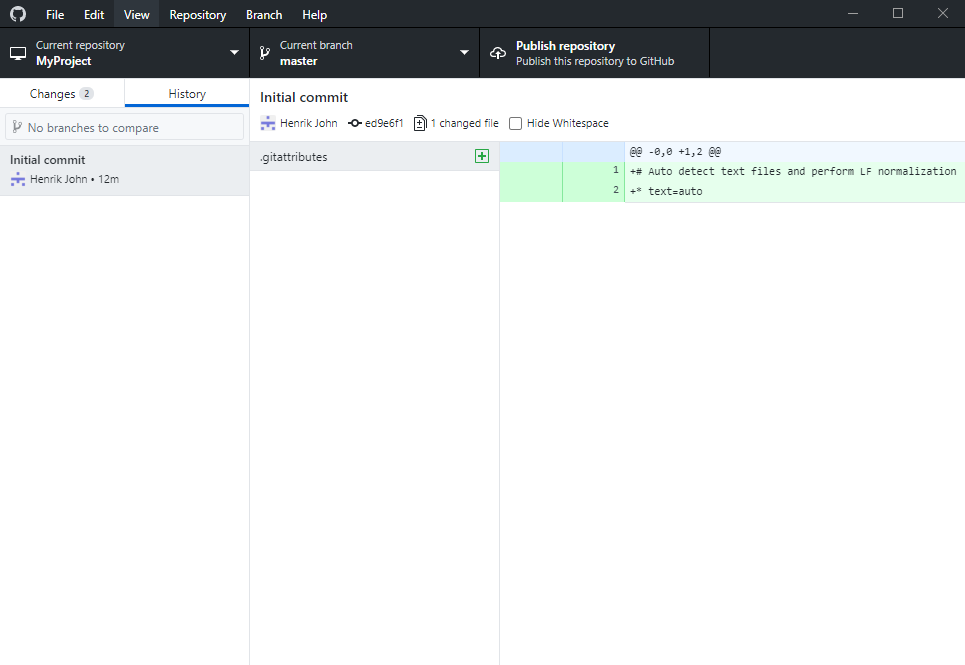 File Edit View Repository Branch Help
Current repository
MyProject
Current branch
master
Publish repository
Publish this repository to GitHub
Changes 2 History
No branches to compare
Initial commit
Henrik John • 12m
Initial commit
Henrik John ed9e6f1 1 changed file Hide Whitespace
.gitattributes
@@ -0,0 +1,2 @@
1 +# Auto detect text files and perform LF normalization
2 +* text=auto